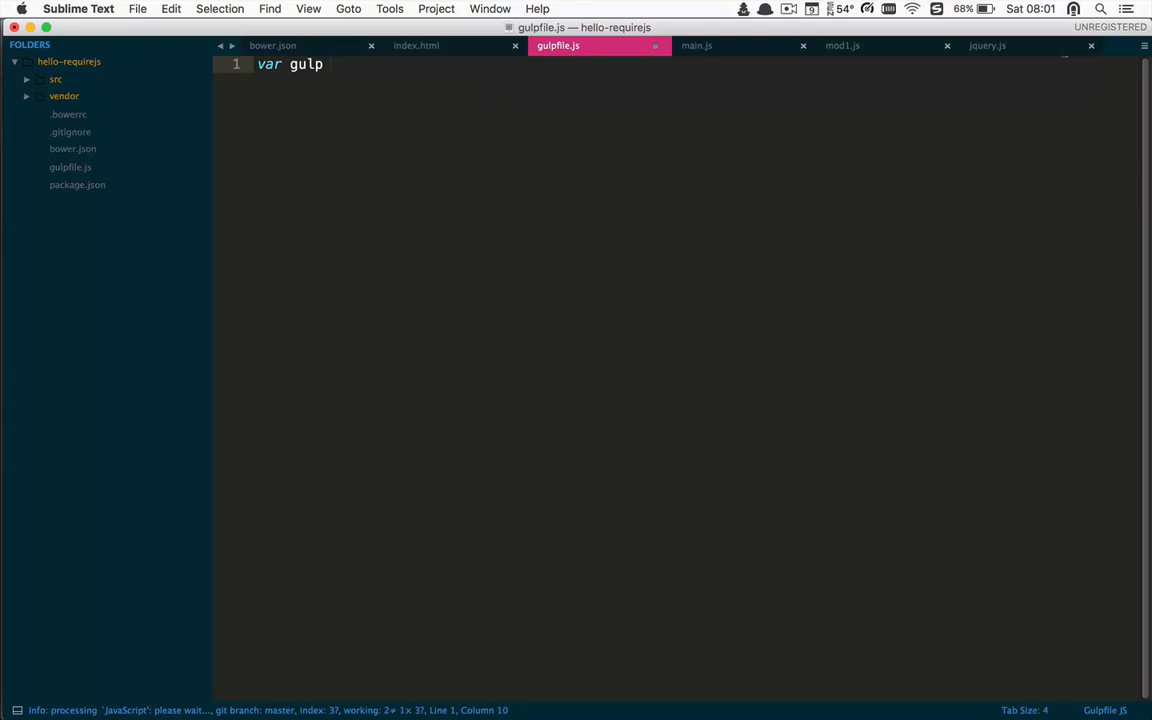 Sublime Text File Edit Selection Find View Goto Tools Project Window Help 9 54° 68% Sat 08:01
gulpfile.js — hello-requirejs UNREGISTERED
FOLDERS
hello-requirejs
src
vendor
.bowerrc
.gitignore
bower.json
gulpfile.js
package.json
bower.json index.html gulpfile.js main.js mod1.js jquery.js
1 var gulp
Info: processing `JavaScript': please wait..., git branch: master, index: 3?, working: 2≠ 1× 3?, Line 1, Column 10 Tab Size: 4 Gulpfile JS